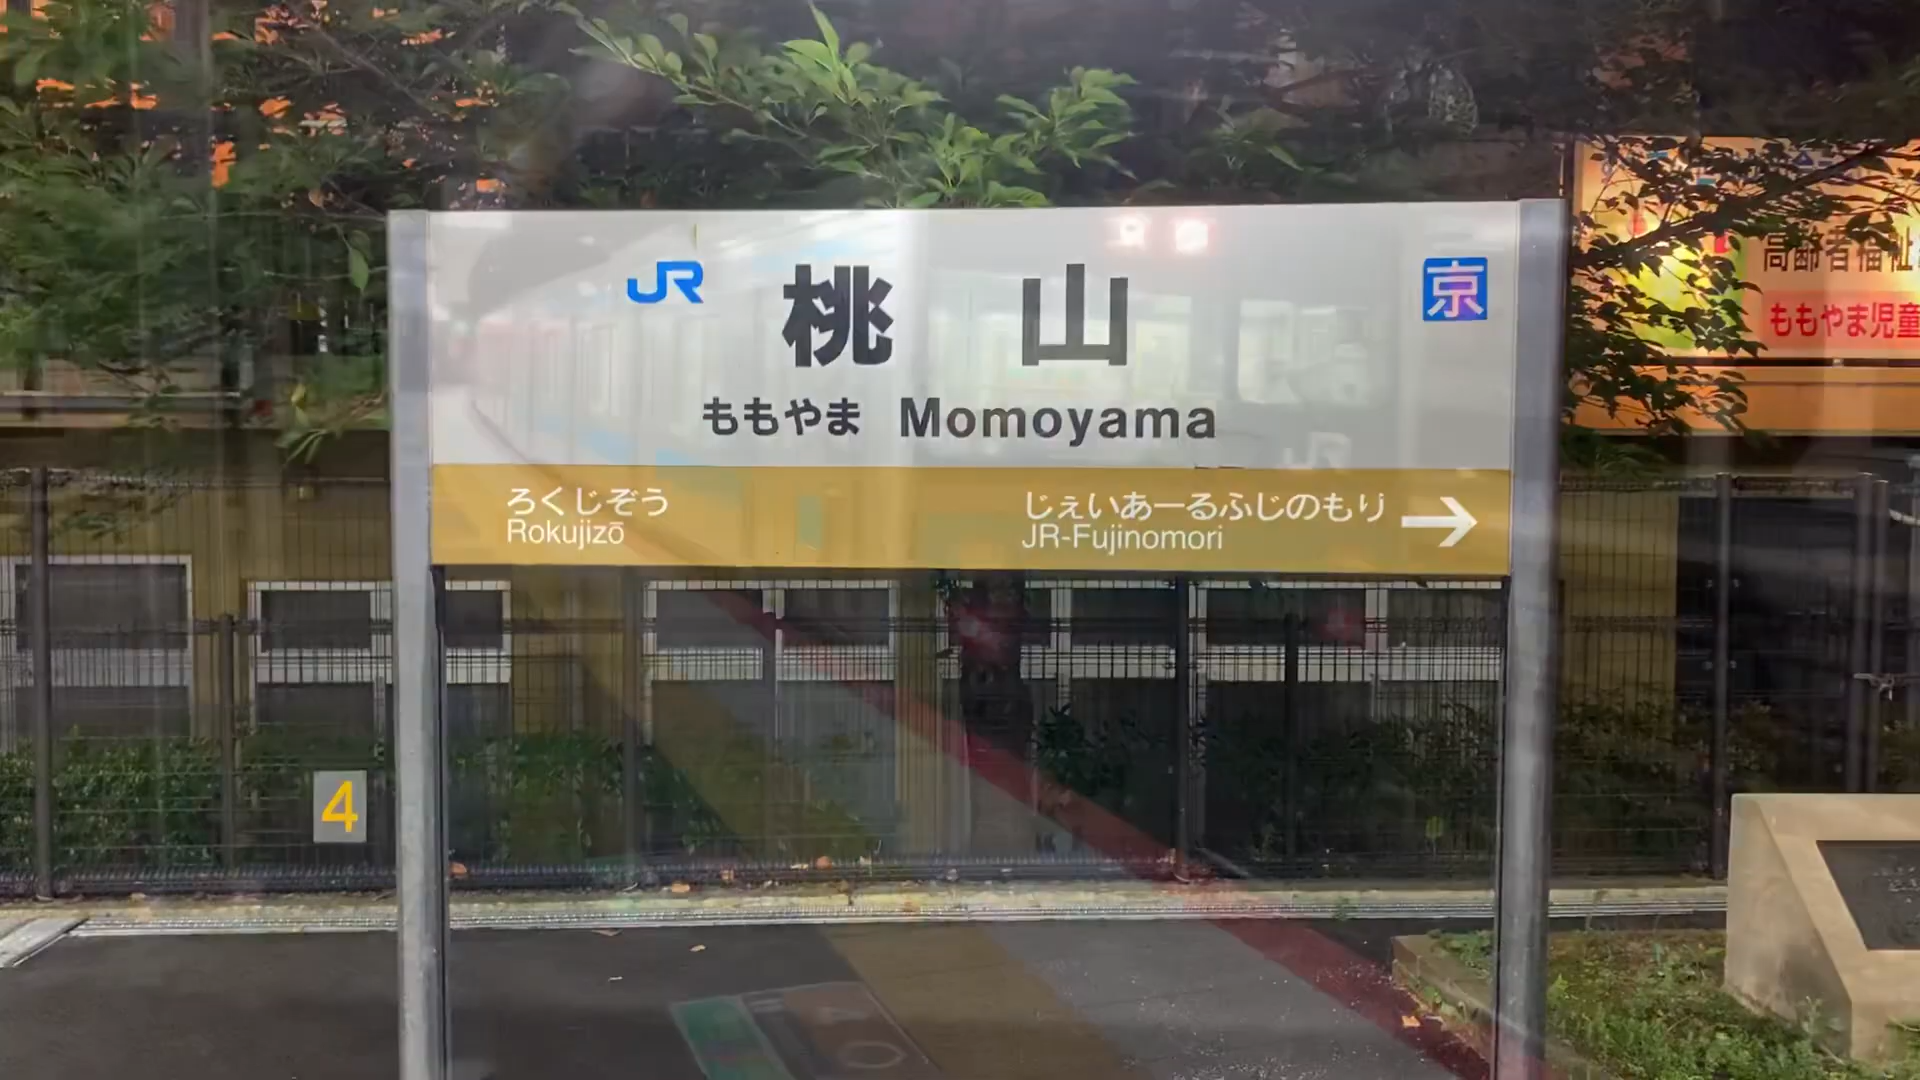 JR 桃山 京
ももやま Momoyama
ろくじぞう じぇいあーるふじのもり →
Rokujizō JR-Fujinomori
高齢者福祉
ももやま児童
4